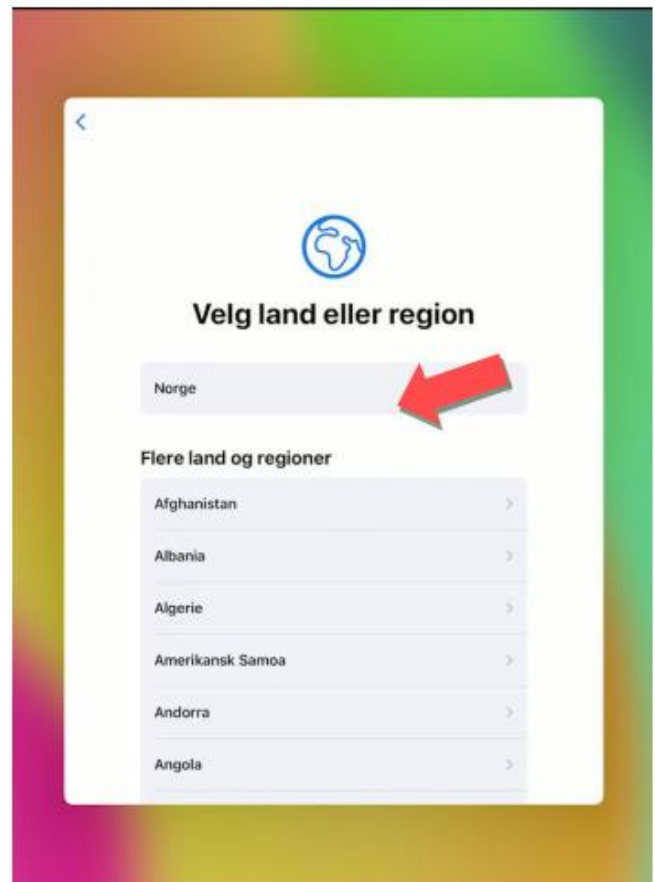 Velg land eller region
Norge
Flere land og regioner
Afghanistan
Albania
Algerie
Amerikansk Samoa
Andorra
Angola